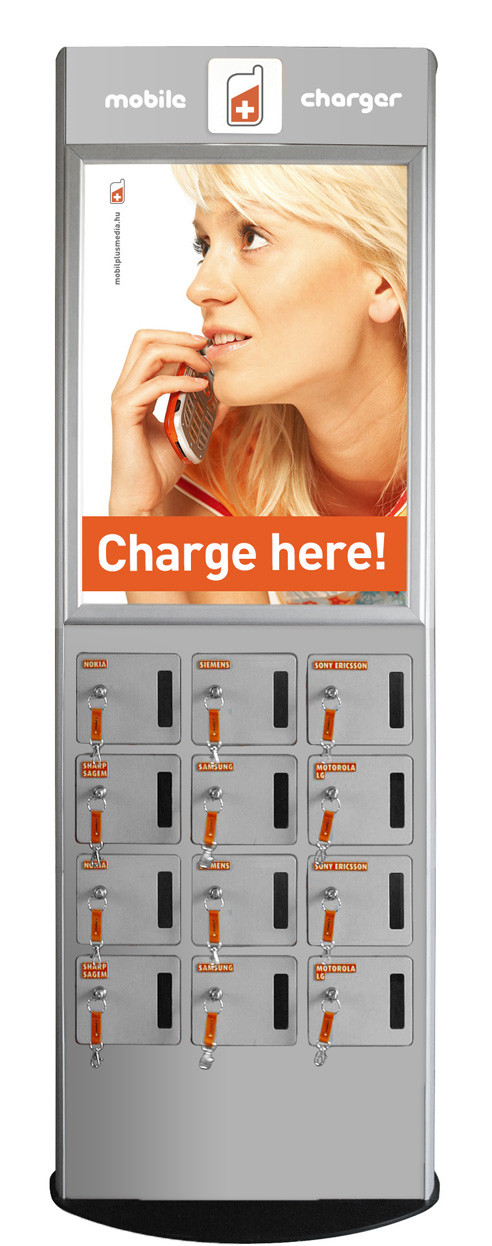 mobile charger
mobilplusmedia.hu
Charge here!
NOKIA
SIEMENS
SONY ERICSSON
SHARP
SAGEM
SAMSUNG
MOTOROLA
LG
NOKIA
SIEMENS
SONY ERICSSON
SHARP
SAGEM
SAMSUNG
MOTOROLA
LG